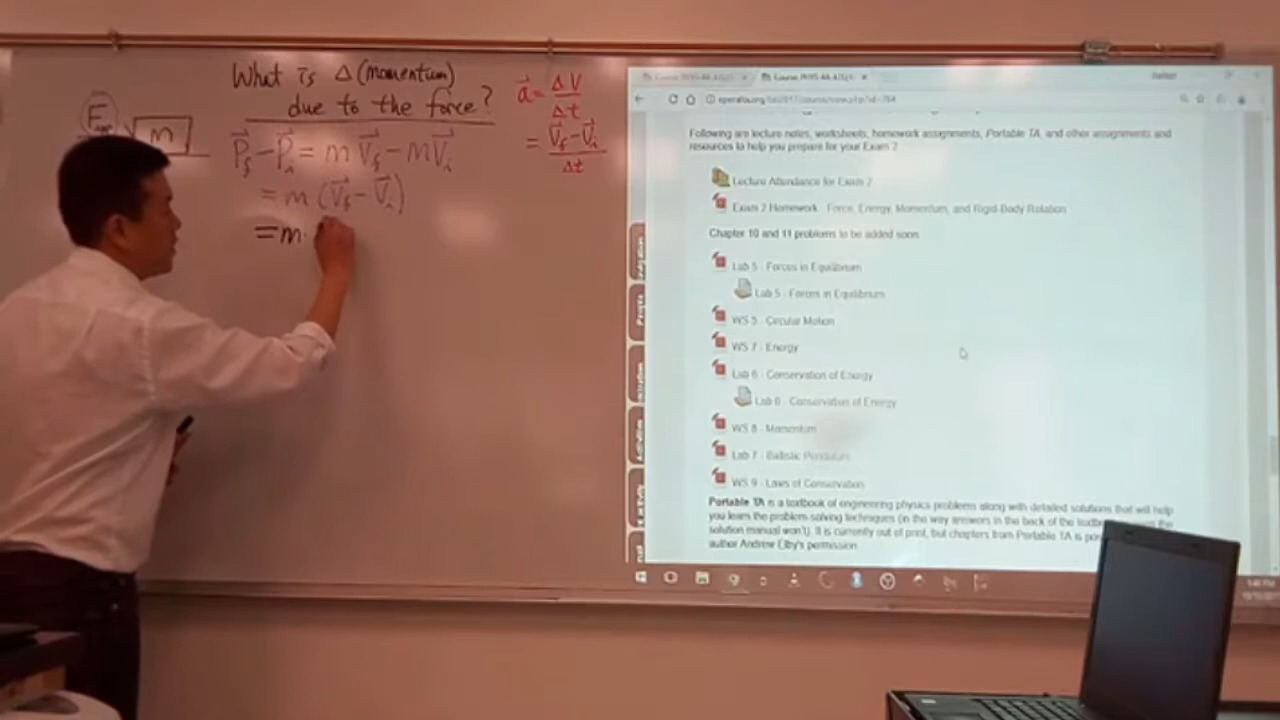 What is Δ(momentum)
due to the force?
m
P⃗f - P⃗i = m V⃗f - m V⃗i
= m (V⃗f - V⃗i)
= m ·
a⃗ = ΔV / Δt
= V⃗f - V⃗i / Δt
Following are lecture notes, worksheets, homework assignments, Portable TA, and other assignments and
resources to help you prepare for your Exam 2
Lecture Attendance for Exam 2
Exam 2 Homework - Force, Energy, Momentum, and Rigid-Body Rotation
Chapter 10 and 11 problems to be added soon
Lab 5 - Forces in Equilibrium
Lab 5 - Forces in Equilibrium
WS 5 - Circular Motion
WS 7 - Energy
Lab 6 - Conservation of Energy
Lab 6 - Conservation of Energy
WS 8 - Momentum
Lab 7 - Ballistic Pendulum
WS 9 - Laws of Conservation
Portable TA is a textbook of engineering physics problems along with detailed solutions that will help
you learn the problem-solving techniques (in the way answers in the back of the
solution manual won't). It is currently out of print, but chapters from Portable TA is
author Andrew Elby's permission